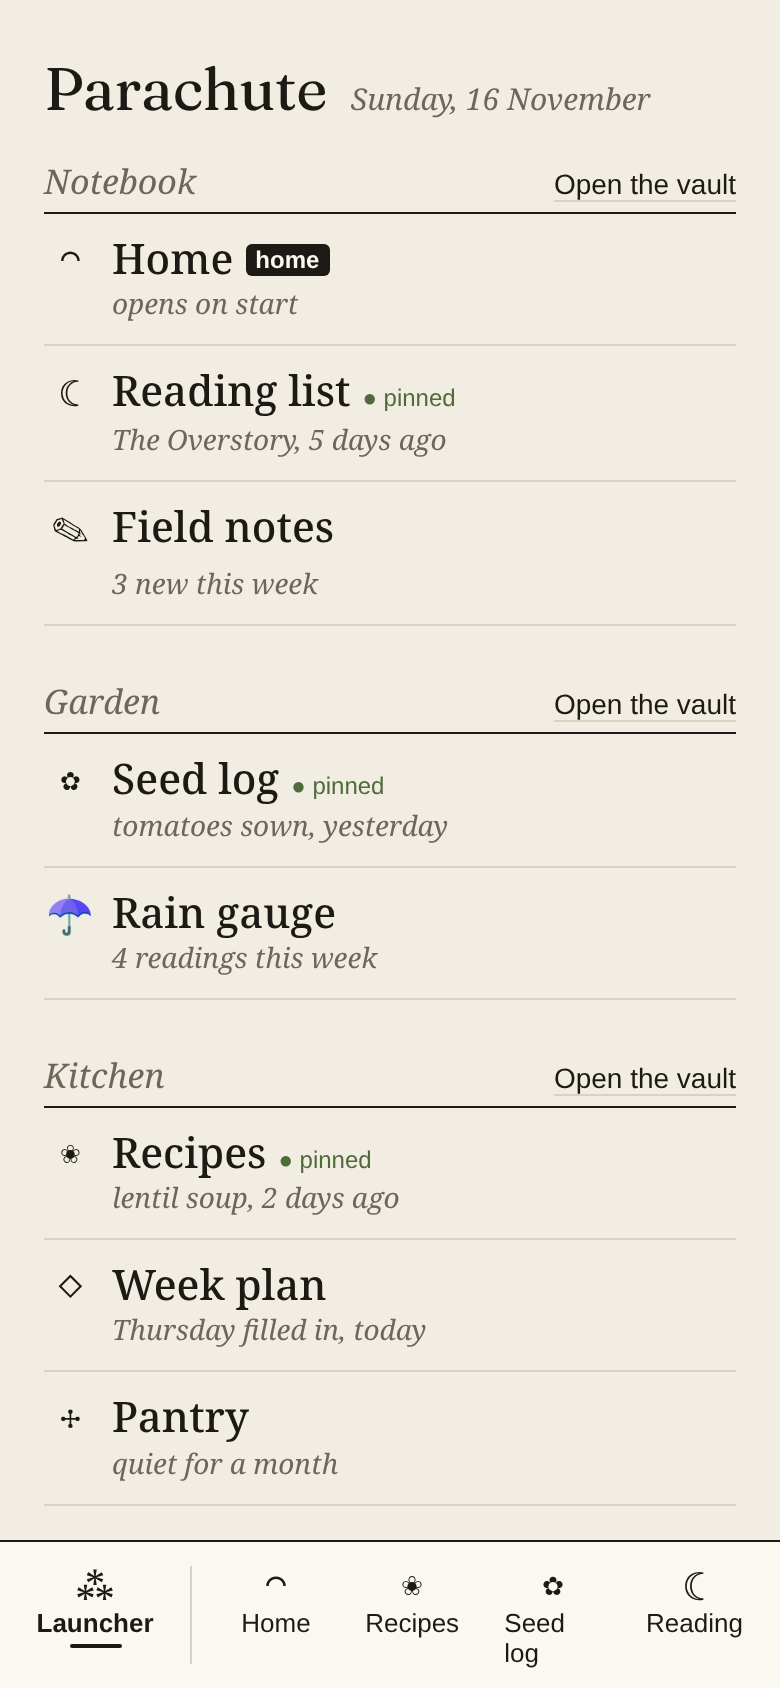 Parachute Sunday, 16 November
Notebook Open the vault
Home home
opens on start
Reading list • pinned
The Overstory, 5 days ago
Field notes
3 new this week
Garden Open the vault
Seed log • pinned
tomatoes sown, yesterday
Rain gauge
4 readings this week
Kitchen Open the vault
Recipes • pinned
lentil soup, 2 days ago
Week plan
Thursday filled in, today
Pantry
quiet for a month
Launcher Home Recipes Seed Reading
log